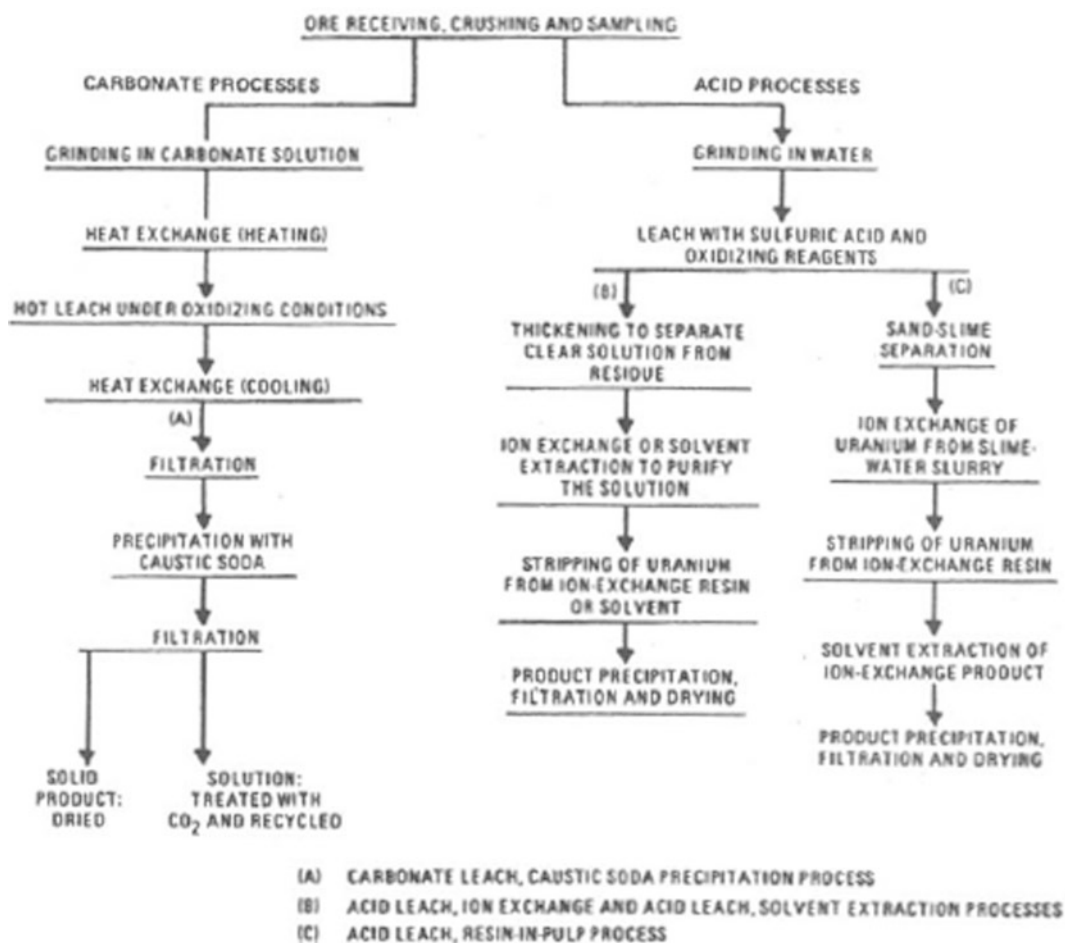 ORE RECEIVING, CRUSHING AND SAMPLING
CARBONATE PROCESSES
GRINDING IN CARBONATE SOLUTION
HEAT EXCHANGE (HEATING)
HOT LEACH UNDER OXIDIZING CONDITIONS
HEAT EXCHANGE (COOLING)
(A)
FILTRATION
PRECIPITATION WITH
CAUSTIC SODA
FILTRATION
SOLID
PRODUCT:
DRIED
SOLUTION:
TREATED WITH
CO2 AND RECYCLED
ACID PROCESSES
GRINDING IN WATER
LEACH WITH SULFURIC ACID AND
OXIDIZING REAGENTS
(B)
THICKENING TO SEPARATE
CLEAR SOLUTION FROM
RESIDUE
ION EXCHANGE OR SOLVENT
EXTRACTION TO PURIFY
THE SOLUTION
STRIPPING OF URANIUM
FROM ION-EXCHANGE RESIN
OR SOLVENT
PRODUCT PRECIPITATION,
FILTRATION AND DRYING
(C)
SAND-SLIME
SEPARATION
ION EXCHANGE OF
URANIUM FROM SLIME-
WATER SLURRY
STRIPPING OF URANIUM
FROM ION-EXCHANGE RESIN
SOLVENT EXTRACTION OF
ION-EXCHANGE PRODUCT
PRODUCT PRECIPITATION,
FILTRATION AND DRYING
(A) CARBONATE LEACH, CAUSTIC SODA PRECIPITATION PROCESS
(B) ACID LEACH, ION EXCHANGE AND ACID LEACH, SOLVENT EXTRACTION PROCESSES
(C) ACID LEACH, RESIN-IN-PULP PROCESS